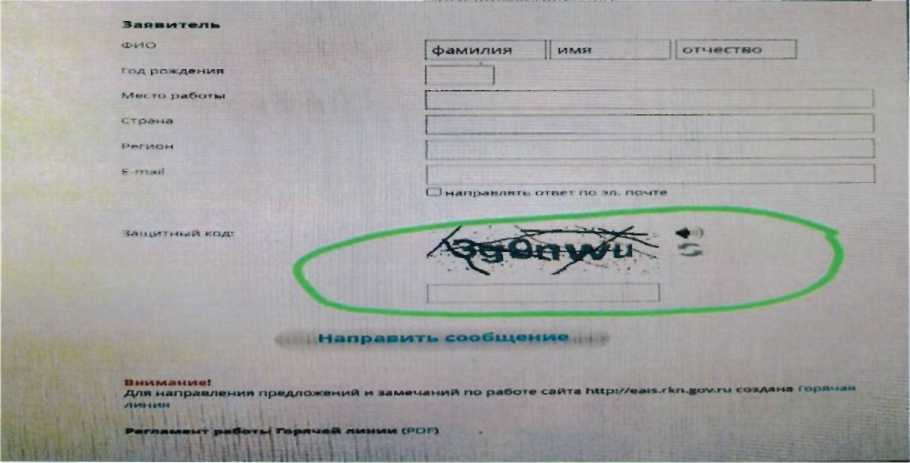 Заявитель
ФИО
фамилия имя отчество
Год рождения
Место работы
Страна
Регион
E-mail
направлять ответ по эл. почте
Защитный код:
3g0nwu
Направить сообщение
Внимание!
Для направления предложений и замечаний по работе сайта http://eais.rkn.gov.ru создана Горячая
линия
Регламент работы Горячей линии (PDF)